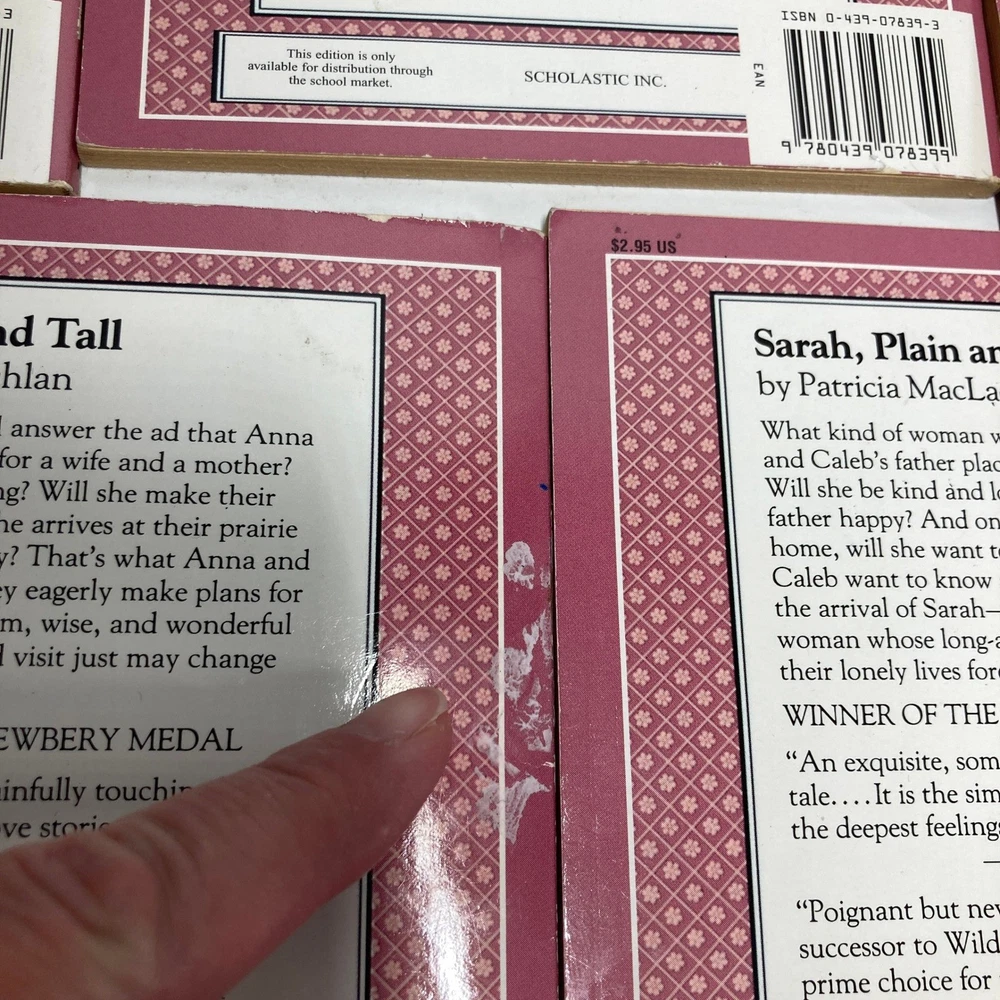 3
ISBN 0-439-07839-3
This edition is only
available for distribution through
the school market.
SCHOLASTIC INC.
EAN
9 780439 078399
nd Tall
hlan
answer the ad that Anna
for a wife and a mother?
ng? Will she make their
he arrives at their prairie
y? That's what Anna and
ey eagerly make plans for
m, wise, and wonderful
visit just may change
EWBERY MEDAL
ainfully touchin
ove storie
$2.95 US
Sarah, Plain an
by Patricia MacLa
What kind of woman w
and Caleb's father plac
Will she be kind and lo
father happy? And on
home, will she want to
Caleb want to know
the arrival of Sarah—
woman whose long-a
their lonely lives fore
WINNER OF THE
"An exquisite, som
tale....It is the sim
the deepest feelings
—
"Poignant but nev
successor to Wild
prime choice for